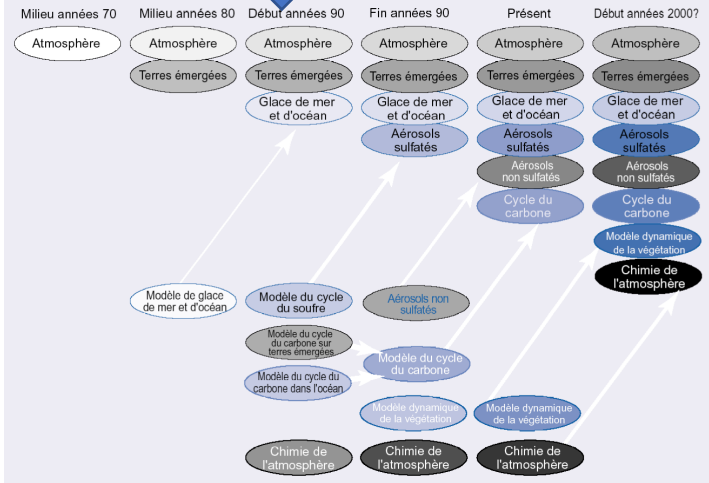 Milieu années 70
Milieu années 80
Début années 90
Fin années 90
Présent
Début années 2000?
Atmosphère
Atmosphère
Atmosphère
Atmosphère
Atmosphère
Atmosphère
Terres émergées
Terres émergées
Terres émergées
Terres émergées
Terres émergées
Glace de mer
et d'océan
Glace de mer
et d'océan
Glace de mer
et d'océan
Glace de mer
et d'océan
Aérosols
sulfatés
Aérosols
sulfatés
Aérosols
sulfatés
Aérosols
non sulfatés
Aérosols
non sulfatés
Cycle du
carbone
Cycle du
carbone
Modèle dynamique
de la végétation
Chimie de
l'atmosphère
Modèle de glace
de mer et d'océan
Modèle du cycle
du soufre
Aérosols non
sulfatés
Modèle du cycle
du carbone sur
terres émergées
Modèle du cycle du
carbone dans l'océan
Modèle du cycle
du carbone
Modèle dynamique
de la végétation
Modèle dynamique
de la végétation
Chimie de
l'atmosphère
Chimie de
l'atmosphère
Chimie de
l'atmosphère